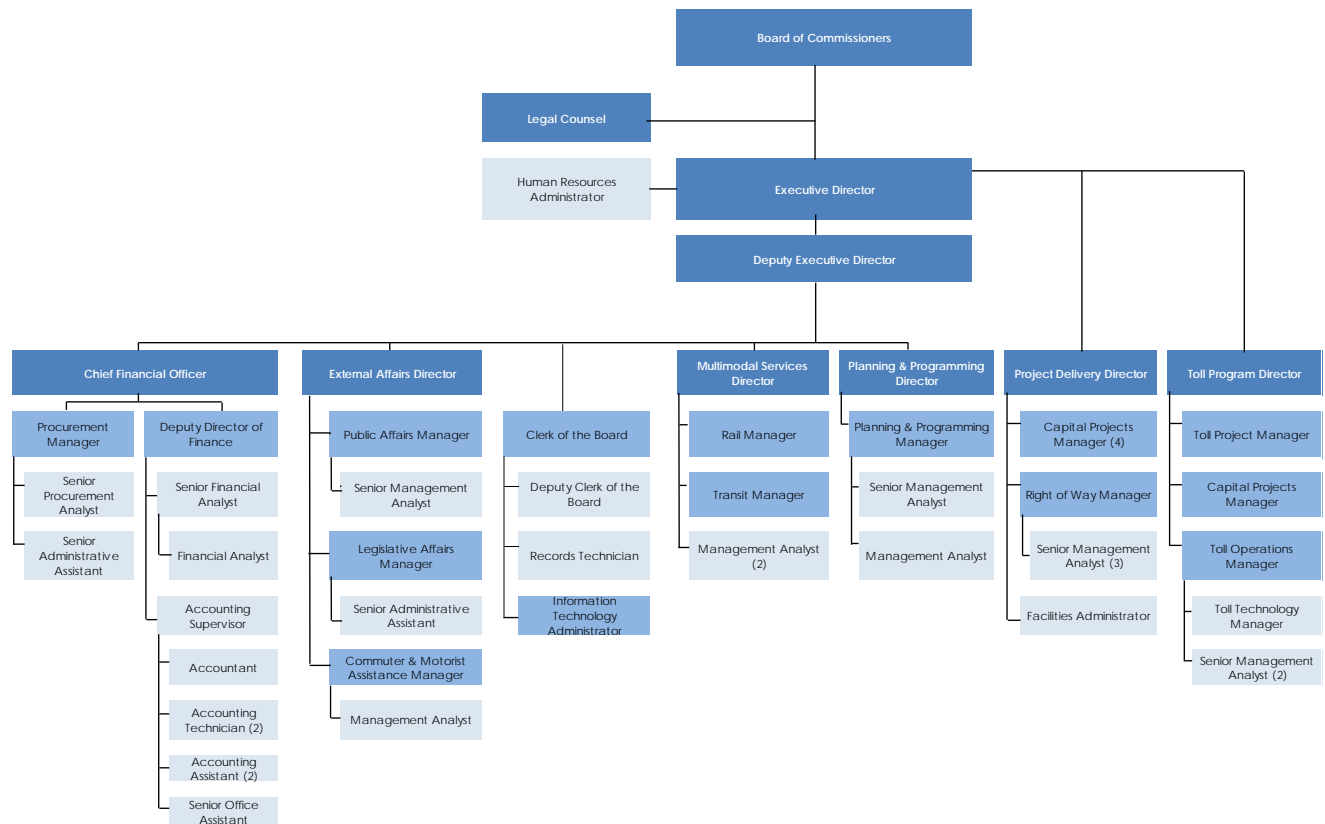 Board of Commissioners
Legal Counsel
Human Resources
Administrator
Executive Director
Deputy Executive Director
Chief Financial Officer
Procurement
Manager
Senior
Procurement
Analyst
Senior
Administrative
Assistant
Deputy Director of
Finance
Senior Financial
Analyst
Financial Analyst
Accounting
Supervisor
Accountant
Accounting
Technician (2)
Accounting
Assistant (2)
Senior Office
Assistant
External Affairs Director
Public Affairs Manager
Senior Management
Analyst
Legislative Affairs
Manager
Senior Administrative
Assistant
Commuter & Motorist
Assistance Manager
Management Analyst
Clerk of the Board
Deputy Clerk of the
Board
Records Technician
Information
Technology
Administrator
Multimodal Services
Director
Rail Manager
Transit Manager
Management Analyst
(2)
Planning & Programming
Director
Planning & Programming
Manager
Senior Management
Analyst
Management Analyst
Project Delivery Director
Capital Projects
Manager (4)
Right of Way Manager
Senior Management
Analyst (3)
Facilities Administrator
Toll Program Director
Toll Project Manager
Capital Projects
Manager
Toll Operations
Manager
Toll Technology
Manager
Senior Management
Analyst (2)